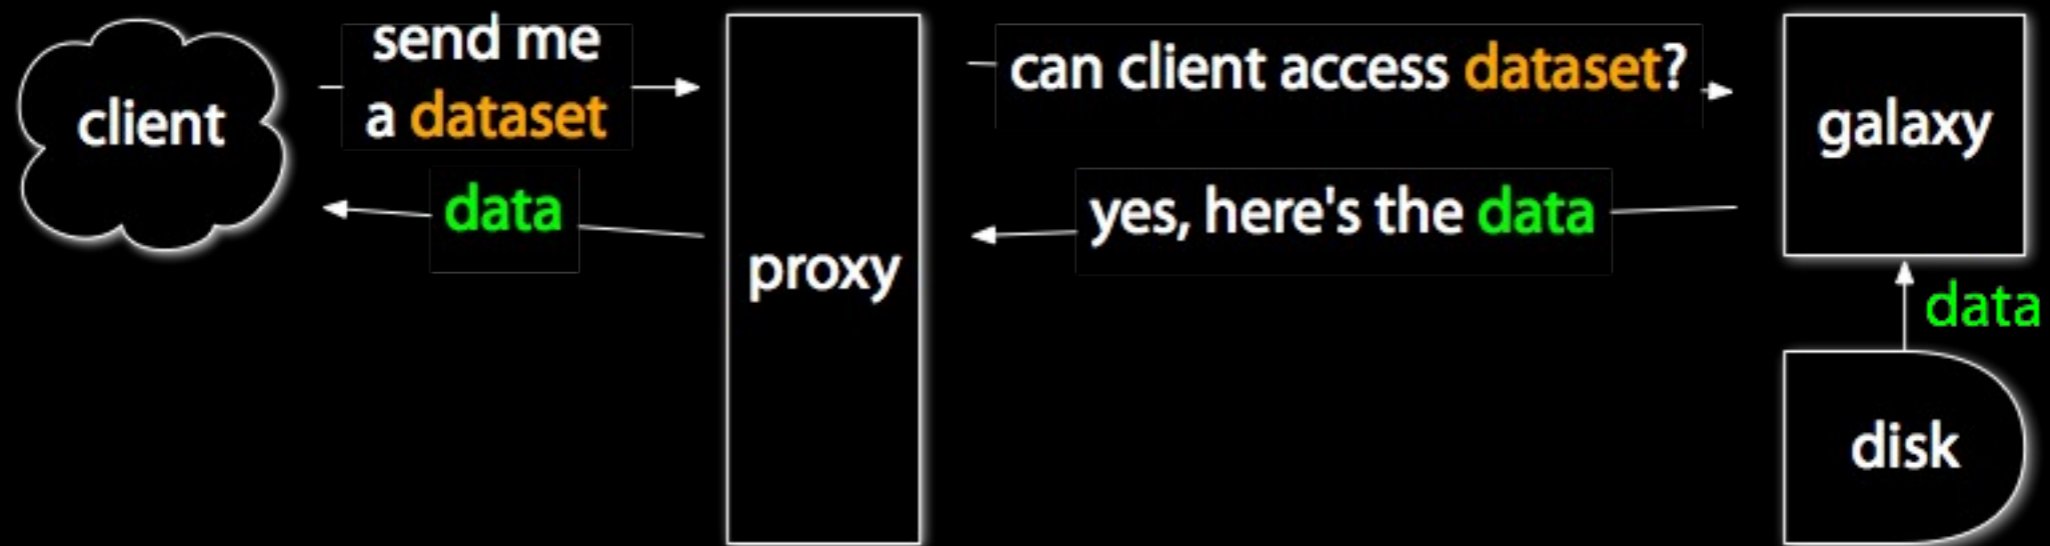 client
send me
a dataset
data
proxy
can client access dataset?
yes, here's the data
galaxy
data
disk